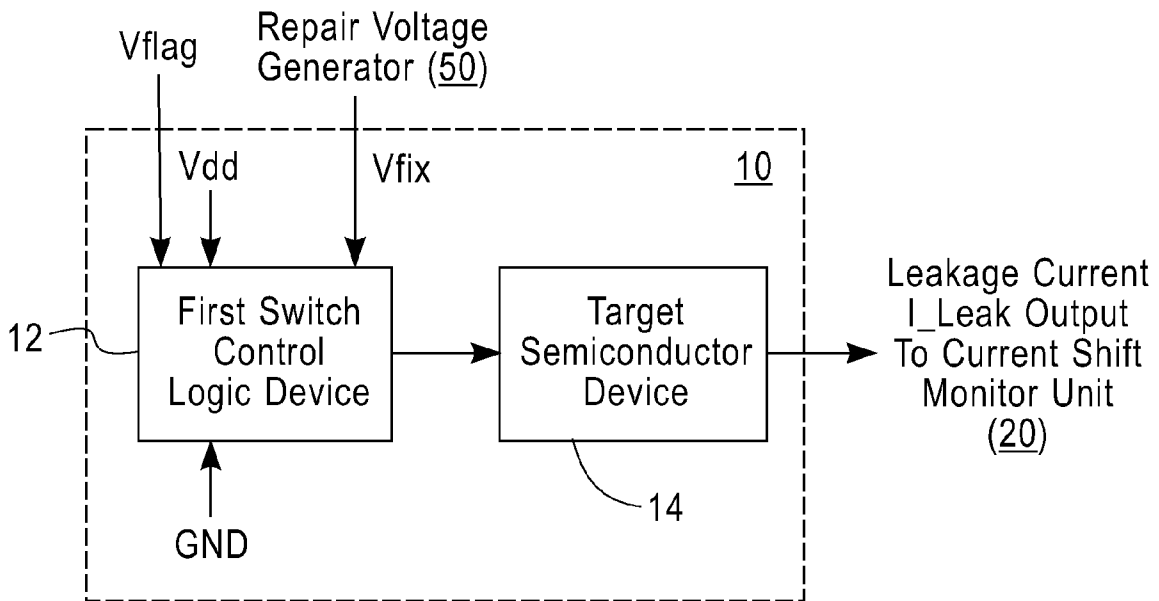 Vflag
Repair Voltage
Generator (50)
Vdd
Vfix
10
First Switch
Control
Logic Device
12
Target
Semiconductor
Device
14
GND
Leakage Current
I_Leak Output
To Current Shift
Monitor Unit
(20)